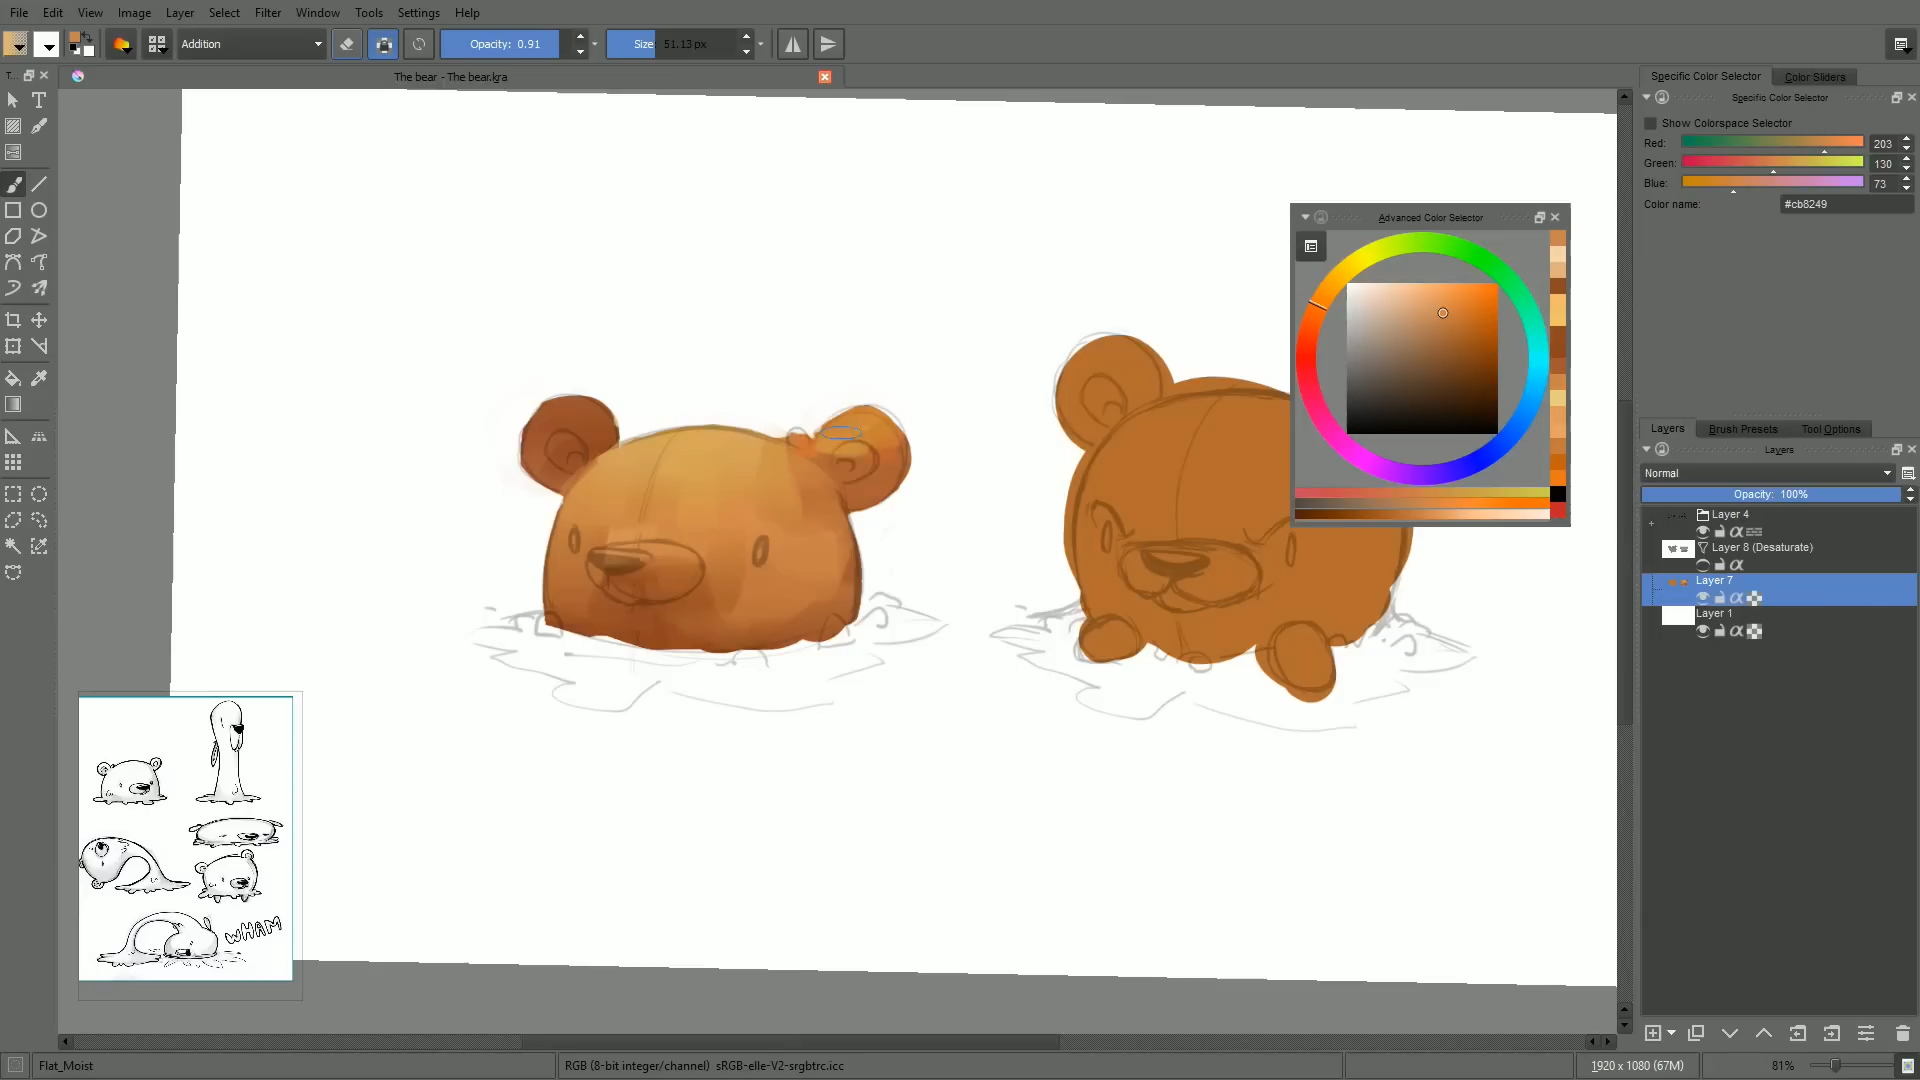 File Edit View Image Layer Select Filter Window Tools Settings Help
Addition Opacity: 0.91 Size 51.13 px
T... The bear - The bear.kra
Specific Color Selector Color Sliders
Specific Color Selector
Show Colorspace Selector
Red: 203
Green: 130
Blue: 73
Color name: #cb8249
Advanced Color Selector
Layers Brush Presets Tool Options
Layers
Normal
Opacity: 100%
Layer 4
Layer 8 (Desaturate)
Layer 7
Layer 1
WHAM
Flat_Moist RGB (8-bit integer/channel) sRGB-elle-V2-srgbtrc.icc 1920 x 1080 (67M) 81%